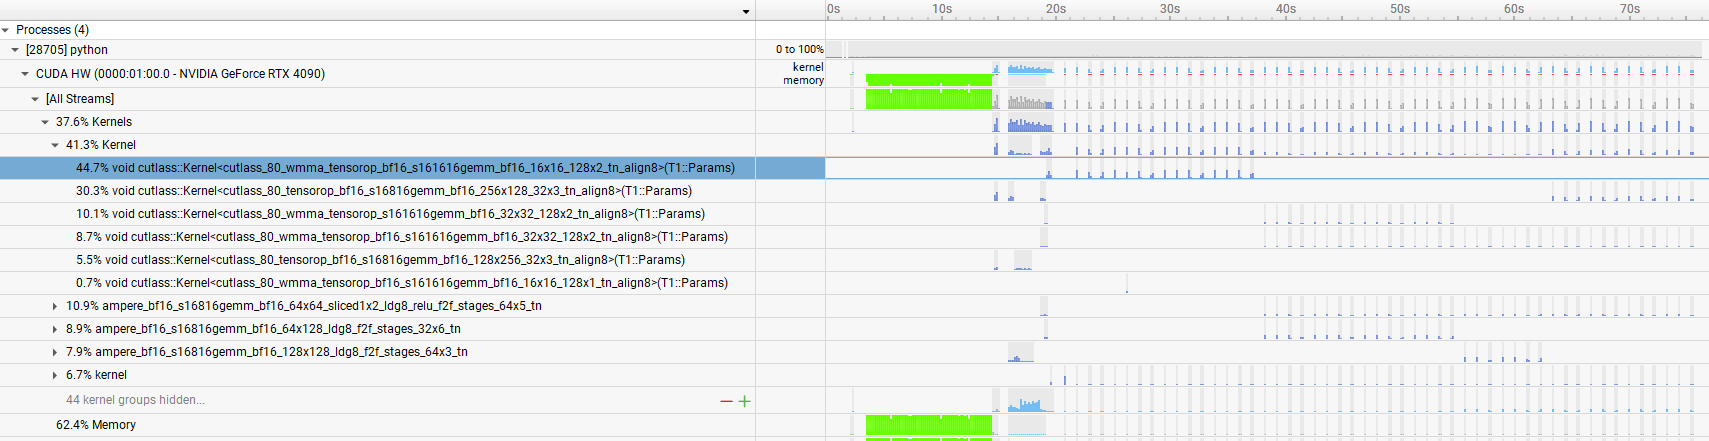 0s 10s 20s 30s 40s 50s 60s 70s
Processes (4)
[28705] python 0 to 100%
CUDA HW (0000:01:00.0 - NVIDIA GeForce RTX 4090) kernel
memory
[All Streams]
37.6% Kernels
41.3% Kernel
44.7% void cutlass::Kernel<cutlass_80_wmma_tensorop_bf16_s161616gemm_bf16_16x16_128x2_tn_align8>(T1::Params)
30.3% void cutlass::Kernel<cutlass_80_tensorop_bf16_s16816gemm_bf16_256x128_32x3_tn_align8>(T1::Params)
10.1% void cutlass::Kernel<cutlass_80_wmma_tensorop_s161616gemm_bf16_32x32_128x2_tn_align8>(T1::Params)
8.7% void cutlass::Kernel<cutlass_80_wmma_tensorop_bf16_s161616gemm_bf16_32x32_128x2_tn_align8>(T1::Params)
5.5% void cutlass::Kernel<cutlass_80_tensorop_bf16_s16816gemm_bf16_128x256_32x3_tn_align8>(T1::Params)
0.7% void cutlass::Kernel<cutlass_80_wmma_tensorop_bf16_s161616gemm_bf16_16x16_128x1_tn_align8>(T1::Params)
10.9% ampere_bf16_s16816gemm_bf16_64x64_sliced1x2_ldg8_relu_f2f_stages_64x5_tn
8.9% ampere_bf16_s16816gemm_bf16_64x128_ldg8_f2f_stages_32x6_tn
7.9% ampere_bf16_s16816gemm_bf16_128x128_ldg8_f2f_stages_64x3_tn
6.7% kernel
44 kernel groups hidden...
62.4% Memory